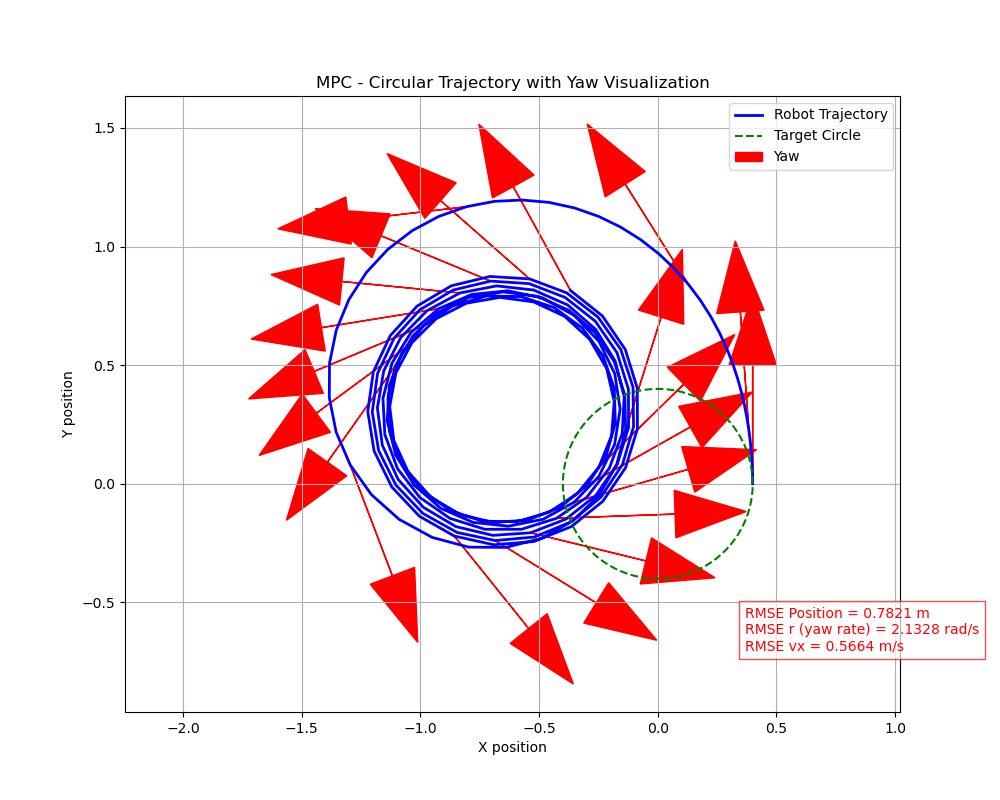 MPC - Circular Trajectory with Yaw Visualization
Robot Trajectory
Target Circle
Yaw
1.5
1.0
0.5
0.0
−0.5
Y position
RMSE Position = 0.7821 m
RMSE r (yaw rate) = 2.1328 rad/s
RMSE vx = 0.5664 m/s
−2.0 −1.5 −1.0 −0.5 0.0 0.5 1.0
X position